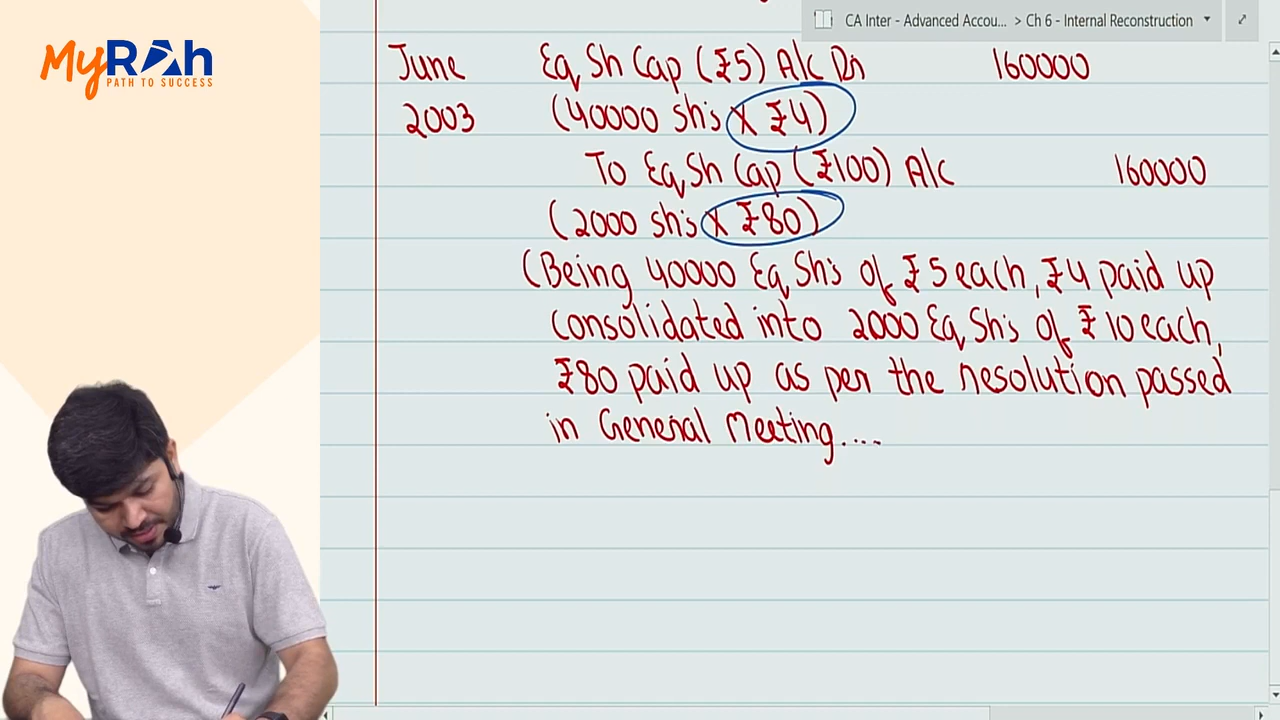 MyRAh
PATH TO SUCCESS
CA Inter - Advanced Accou... > Ch 6 - Internal Reconstruction
June Eq Sh Cap (₹5) A/c Dr 160000
2003 (40000 sh's X ₹4)
To Eq Sh Cap (₹100) A/c 160000
(2000 sh's X ₹80)
(Being 40000 Eq Sh's of ₹5 each, ₹4 paid up
consolidated into 2000 Eq Sh's of ₹10 each,
₹80 paid up as per the resolution passed
in General Meeting....